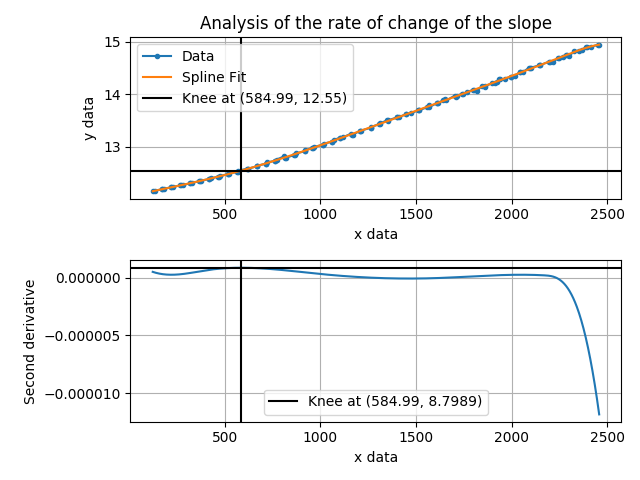 Analysis of the rate of change of the slope
15
14
13
y data
Data
Spline Fit
Knee at (584.99, 12.55)
500
1000
1500
2000
2500
x data
0.000000
−0.000005
−0.000010
Second derivative
Knee at (584.99, 8.7989)
500
1000
1500
2000
2500
x data